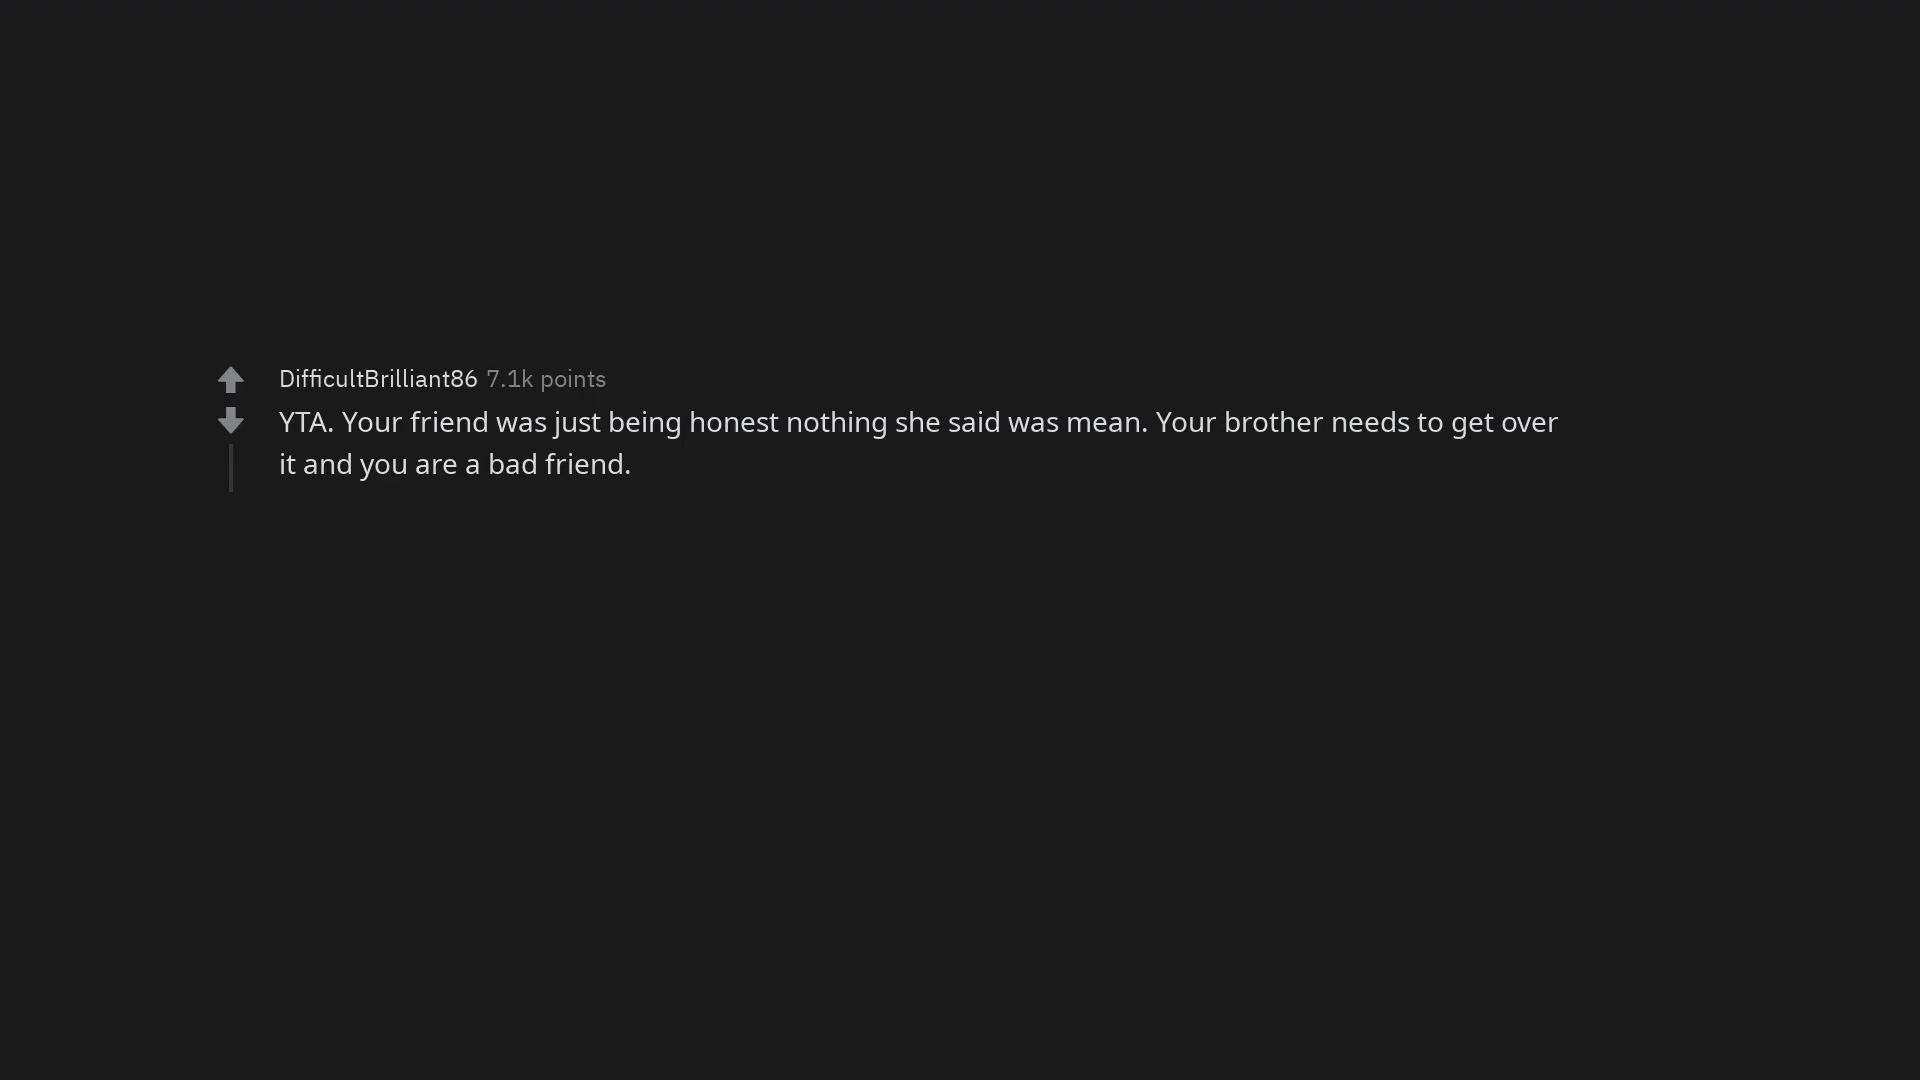 DifficultBrilliant86 7.1k points
YTA. Your friend was just being honest nothing she said was mean. Your brother needs to get over
it and you are a bad friend.